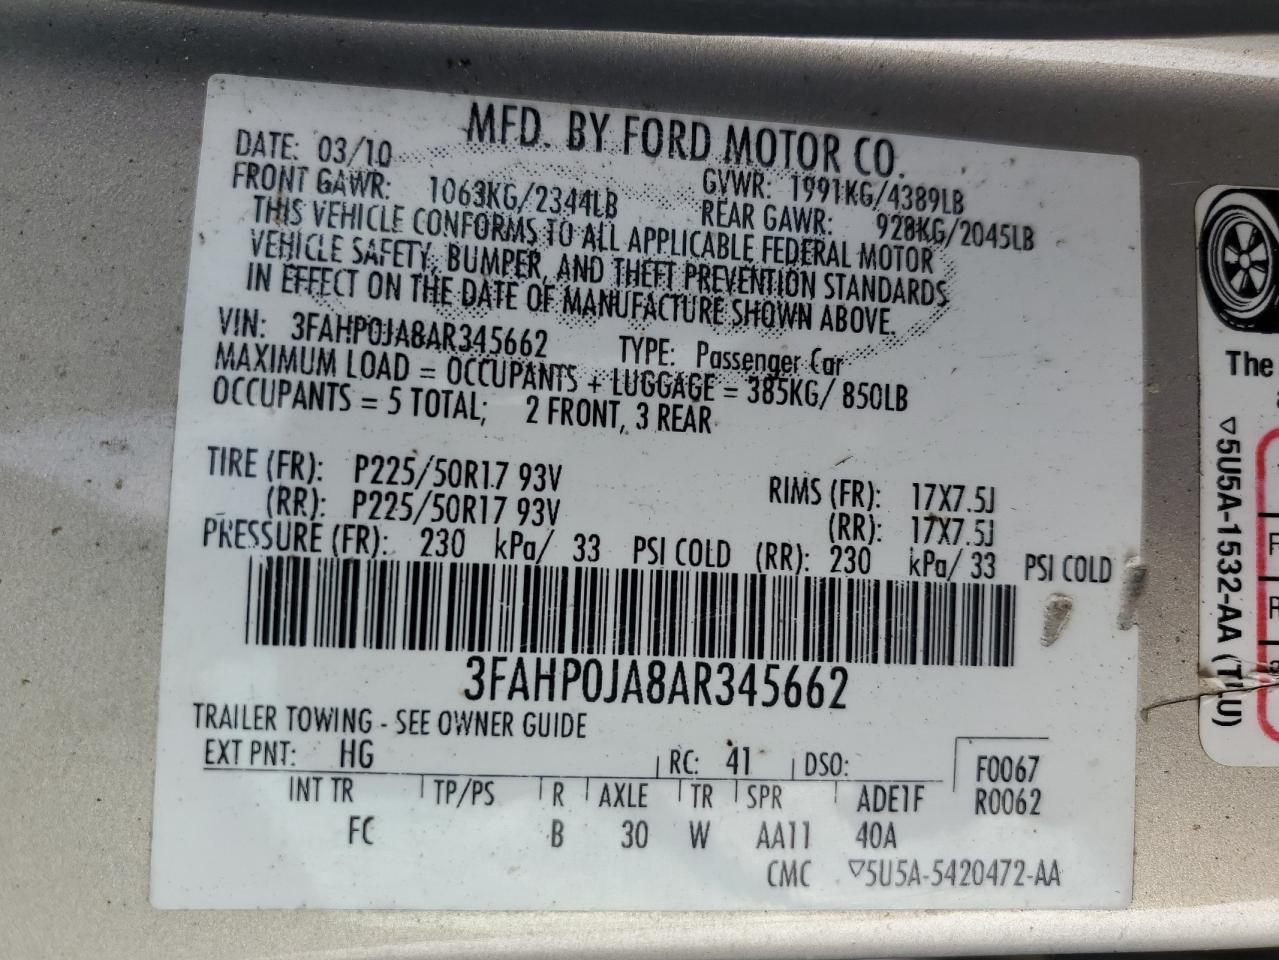 MFD. BY FORD MOTOR CO.
DATE: 03/10 GVWR: 1991KG/4389LB
FRONT GAWR: 1063KG/2344LB REAR GAWR: 928KG/2045LB
THIS VEHICLE CONFORMS TO ALL APPLICABLE FEDERAL MOTOR
VEHICLE SAFETY, BUMPER, AND THEFT PREVENTION STANDARDS
IN EFFECT ON THE DATE OF MANUFACTURE SHOWN ABOVE.
VIN: 3FAHP0JA8AR345662 TYPE: Passenger Car
MAXIMUM LOAD = OCCUPANTS + LUGGAGE = 385KG/ 850LB
OCCUPANTS = 5 TOTAL; 2 FRONT, 3 REAR
TIRE (FR): P225/50R17 93V RIMS (FR): 17X7.5J
(RR): P225/50R17 93V (RR): 17X7.5J
PRESSURE (FR): 230 kPa/ 33 PSI COLD (RR): 230 kPa/ 33 PSI COLD
3FAHP0JA8AR345662
TRAILER TOWING - SEE OWNER GUIDE
EXT PNT: HG RC: 41 DSO: F0067
INT TR TP/PS R AXLE TR SPR ADE1F R0062
FC B 30 W AA11 40A
CMC ▽5U5A-5420472-AA
The
▽5U5A-1532-AA (TLU)